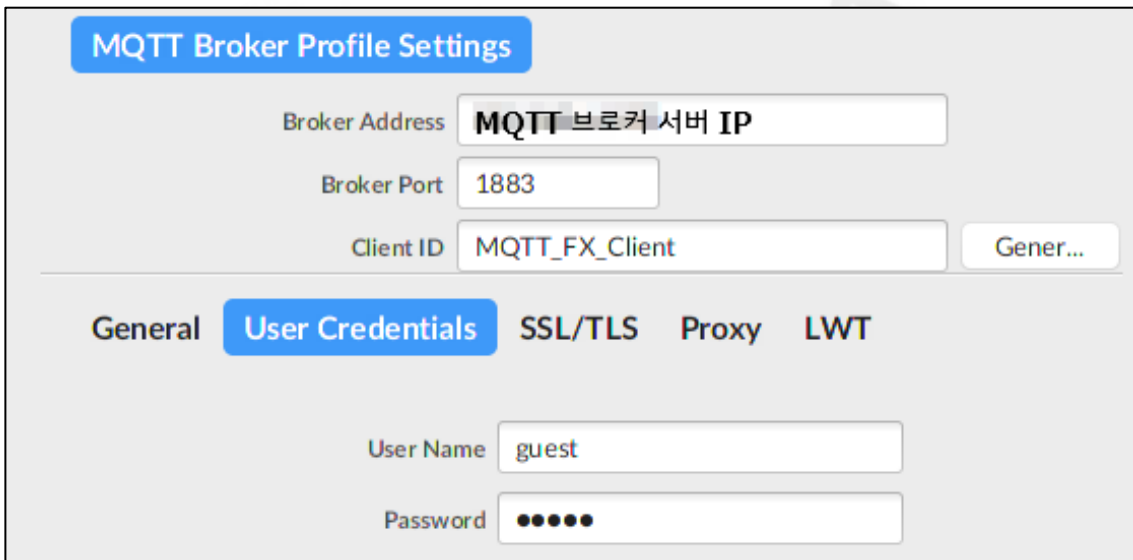 MQTT Broker Profile Settings
Broker Address MQTT 브로커 서버 IP
Broker Port 1883
Client ID MQTT_FX_Client Gener...
General User Credentials SSL/TLS Proxy LWT
User Name guest
Password ●●●●●